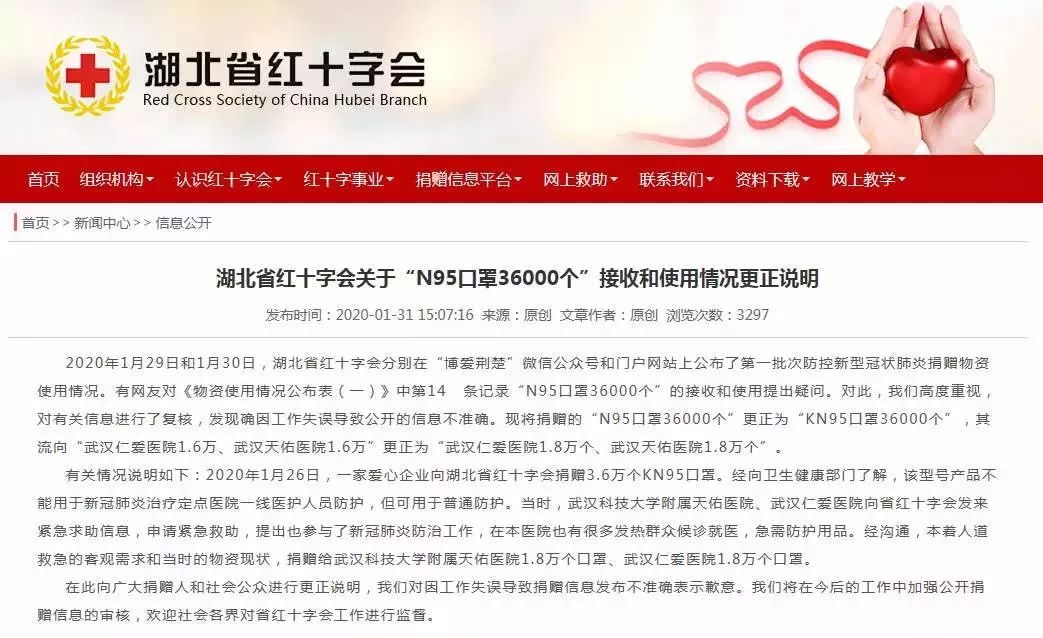 湖北省红十字会
Red Cross Society of China Hubei Branch
首页 组织机构 认识红十字会 红十字事业 捐赠信息平台 网上救助 联系我们 资料下载 网上教学
首页>>新闻中心>>信息公开
湖北省红十字会关于“N95口罩36000个”接收和使用情况更正说明
发布时间：2020-01-31 15:07:16 来源：原创 文章作者：原创 浏览次数：3297
2020年1月29日和1月30日，湖北省红十字会分别在“博爱荆楚”微信公众号和门户网站上公布了第一批次防控新型冠状肺炎捐赠物资
使用情况。有网友对《物资使用情况公布表（一）》中第14 条记录“N95口罩36000个”的接收和使用提出疑问。对此，我们高度重视，
对有关信息进行了复核，发现确因工作失误导致公开的信息不准确。现将捐赠的“N95口罩36000个”更正为“KN95口罩36000个”，其
流向“武汉仁爱医院1.6万、武汉天佑医院1.6万”更正为“武汉仁爱医院1.8万个、武汉天佑医院1.8万个”。
有关情况说明如下：2020年1月26日，一家爱心企业向湖北省红十字会捐赠3.6万个KN95口罩。经向卫生健康部门了解，该型号产品不
能用于新冠肺炎治疗定点医院一线医护人员防护，但可用于普通防护。当时，武汉科技大学附属天佑医院、武汉仁爱医院向省红十字会发来
紧急求助信息，申请紧急救助，提出也参与了新冠肺炎防治工作，在本医院也有很多发热群众候诊就医，急需防护用品。经沟通，本着人道
救急的客观需求和当时的物资现状，捐赠给武汉科技大学附属天佑医院1.8万个口罩、武汉仁爱医院1.8万个口罩。
在此向广大捐赠人和社会公众进行更正说明，我们对因工作失误导致捐赠信息发布不准确表示歉意。我们将在今后的工作中加强公开捐
赠信息的审核，欢迎社会各界对省红十字会工作进行监督。